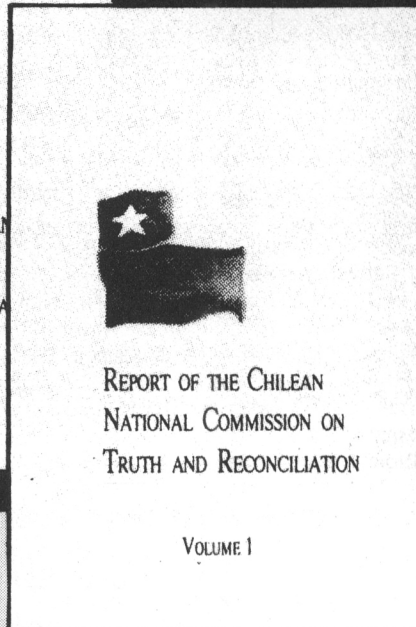 REPORT OF THE CHILEAN
NATIONAL COMMISSION ON
TRUTH AND RECONCILIATION
VOLUME 1